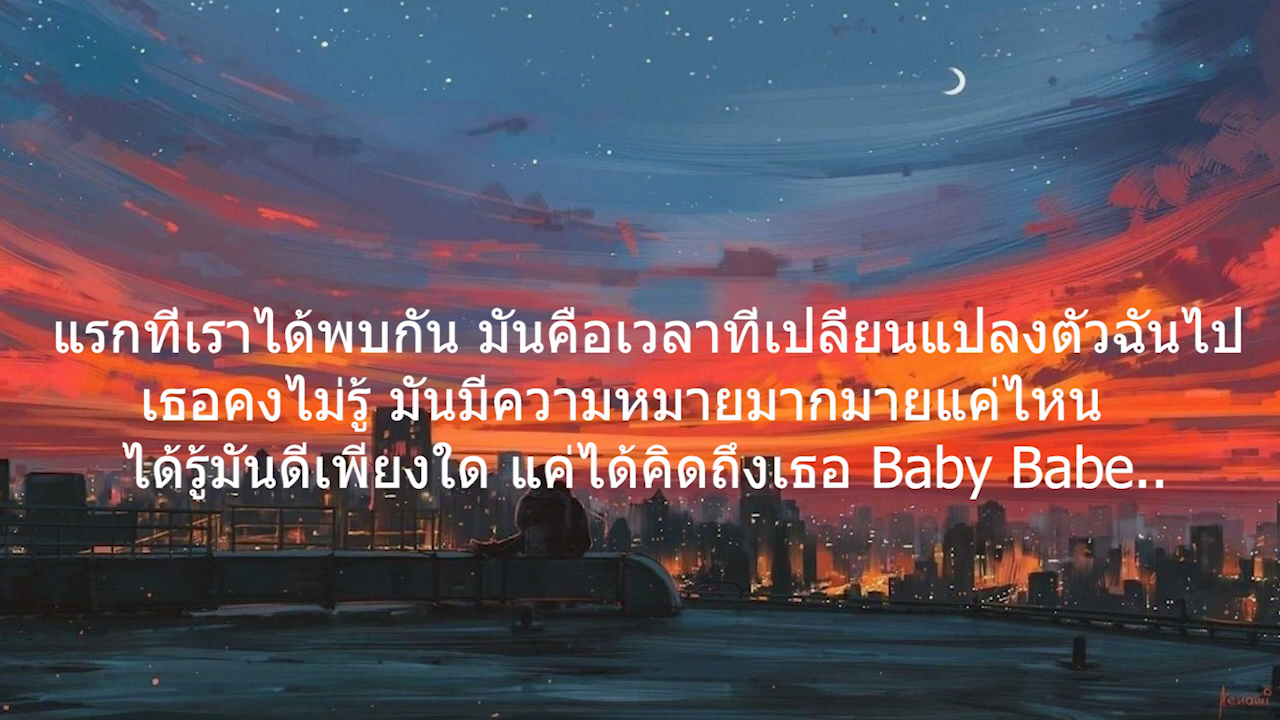 แรกที่เราได้พบกัน มันคือเวลาที่เปลี่ยนแปลงตัวฉันไป
เธอคงไม่รู้ มันมีความหมายมากมายแค่ไหน
ได้รู้มันดีเพียงใด แค่ได้คิดถึงเธอ Baby Babe..